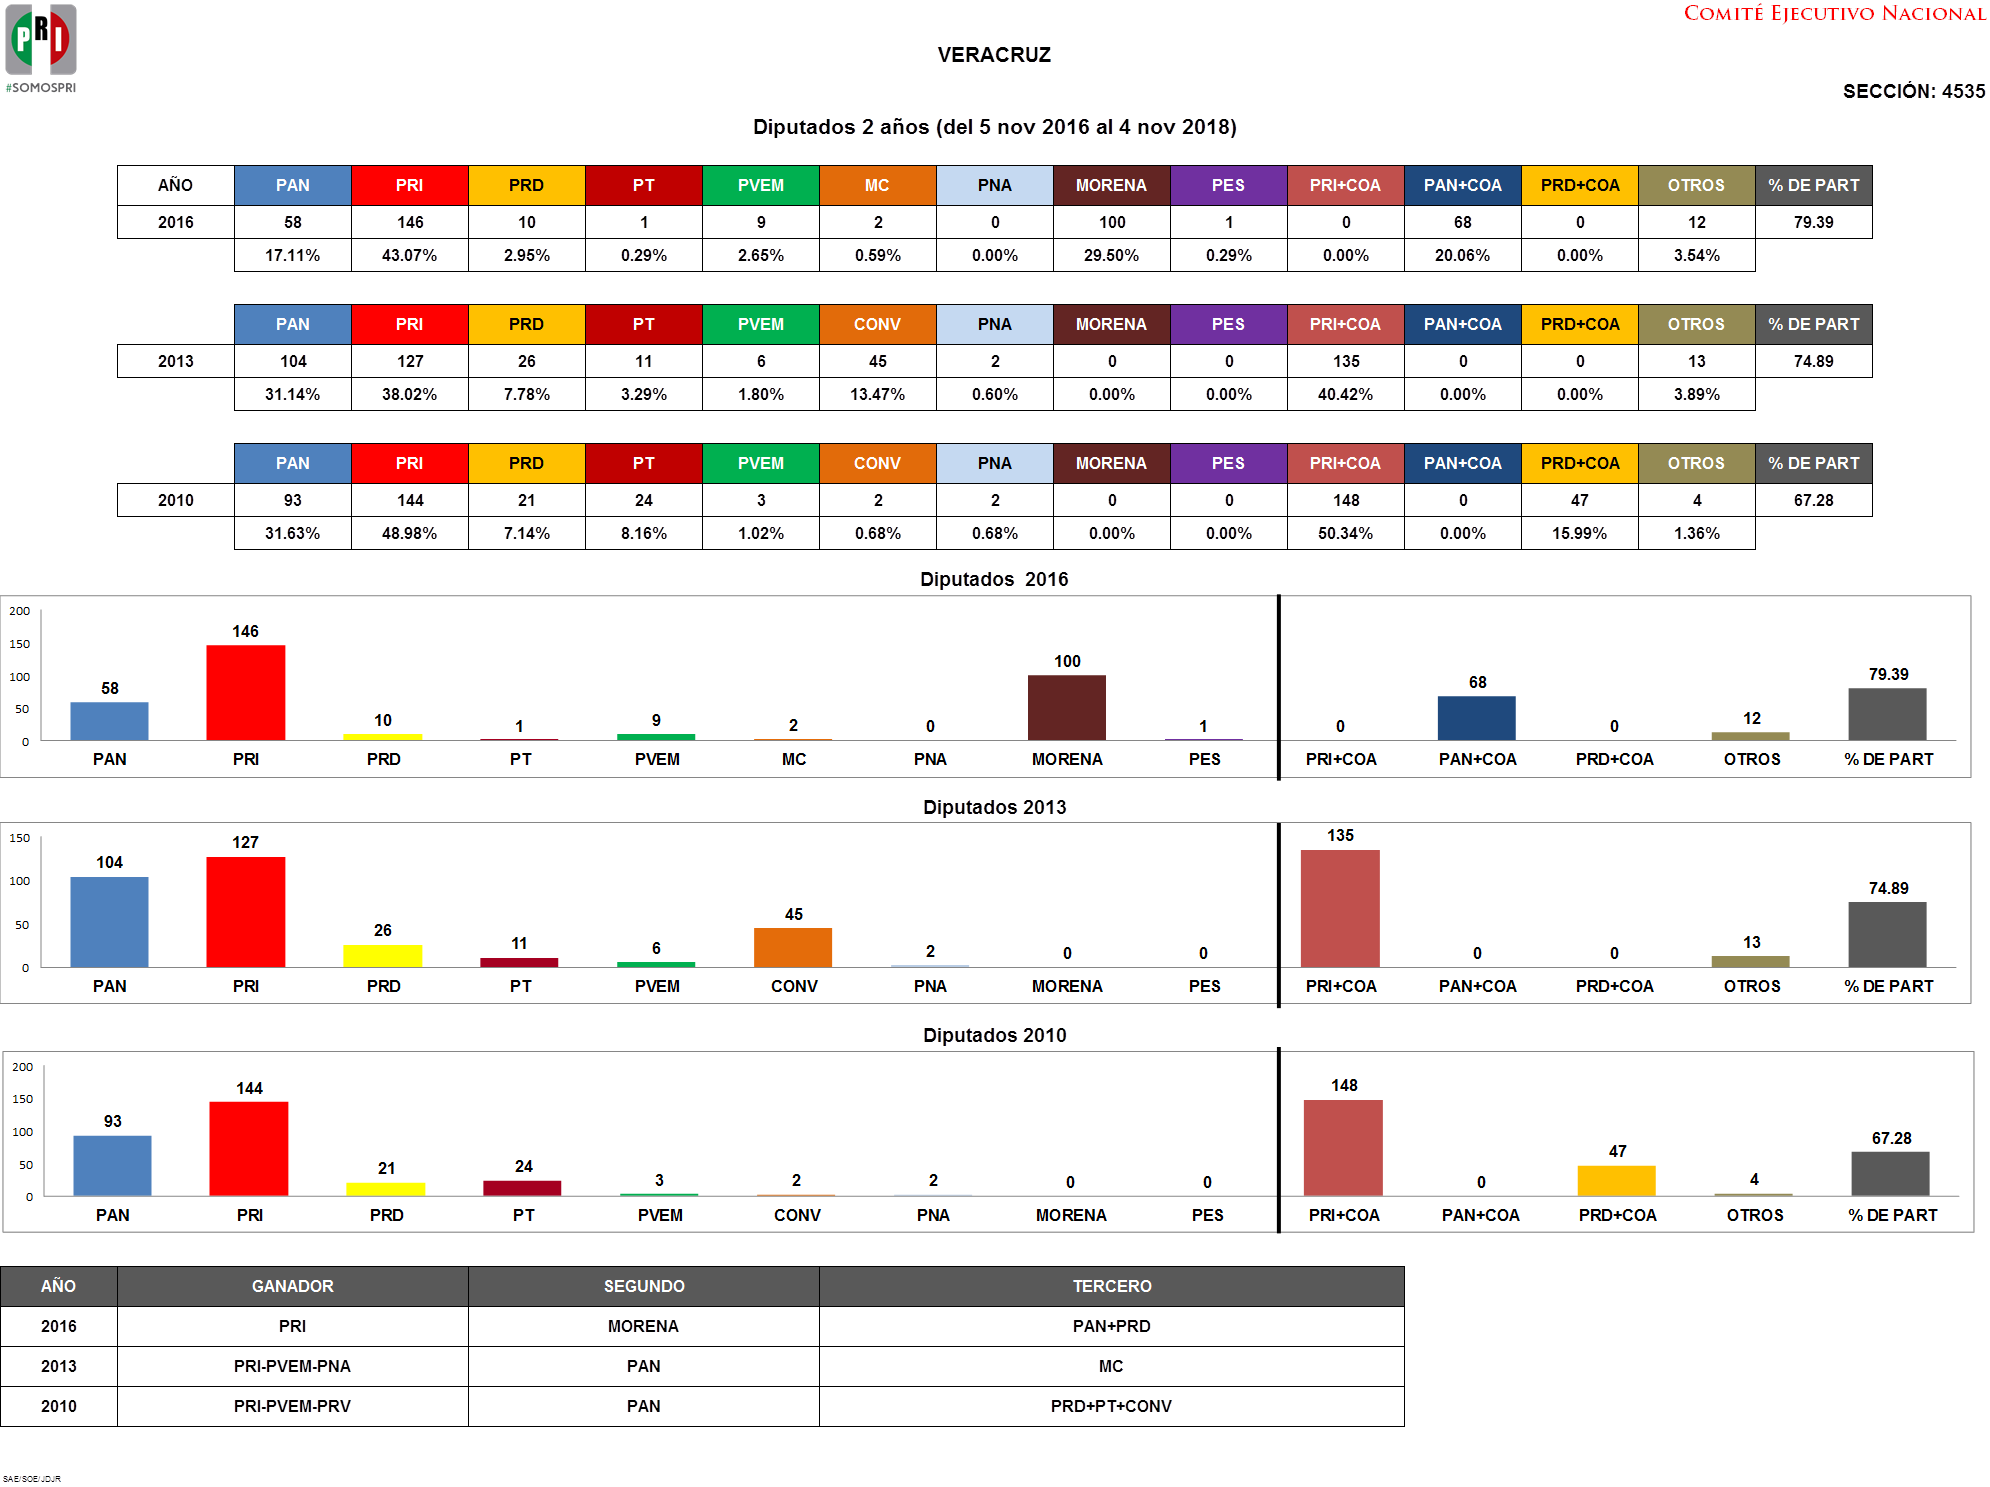 PRI
#SOMOSPRI
COMITÉ EJECUTIVO NACIONAL
VERACRUZ
SECCIÓN: 4535
Diputados 2 años (del 5 nov 2016 al 4 nov 2018)
AÑO PAN PRI PRD PT PVEM MC PNA MORENA PES PRI+COA PAN+COA PRD+COA OTROS % DE PART
2016 58 146 10 1 9 2 0 100 1 0 68 0 12 79.39
17.11% 43.07% 2.95% 0.29% 2.65% 0.59% 0.00% 29.50% 0.29% 0.00% 20.06% 0.00% 3.54%
PAN PRI PRD PT PVEM CONV PNA MORENA PES PRI+COA PAN+COA PRD+COA OTROS % DE PART
2013 104 127 26 11 6 45 2 0 0 135 0 0 13 74.89
31.14% 38.02% 7.78% 3.29% 1.80% 13.47% 0.60% 0.00% 0.00% 40.42% 0.00% 0.00% 3.89%
PAN PRI PRD PT PVEM CONV PNA MORENA PES PRI+COA PAN+COA PRD+COA OTROS % DE PART
2010 93 144 21 24 3 2 2 0 0 148 0 47 4 67.28
31.63% 48.98% 7.14% 8.16% 1.02% 0.68% 0.68% 0.00% 0.00% 50.34% 0.00% 15.99% 1.36%
Diputados 2016
200
150
100
50
0
58 146 10 1 9 2 0 100 1 0 68 0 12 79.39
PAN PRI PRD PT PVEM MC PNA MORENA PES PRI+COA PAN+COA PRD+COA OTROS % DE PART
Diputados 2013
150
100
50
0
104 127 26 11 6 45 2 0 0 135 0 0 13 74.89
PAN PRI PRD PT PVEM CONV PNA MORENA PES PRI+COA PAN+COA PRD+COA OTROS % DE PART
Diputados 2010
200
150
100
50
0
93 144 21 24 3 2 2 0 0 148 0 47 4 67.28
PAN PRI PRD PT PVEM CONV PNA MORENA PES PRI+COA PAN+COA PRD+COA OTROS % DE PART
AÑO GANADOR SEGUNDO TERCERO
2016 PRI MORENA PAN+PRD
2013 PRI-PVEM-PNA PAN MC
2010 PRI-PVEM-PRV PAN PRD+PT+CONV
SAE/SOE/JDJR